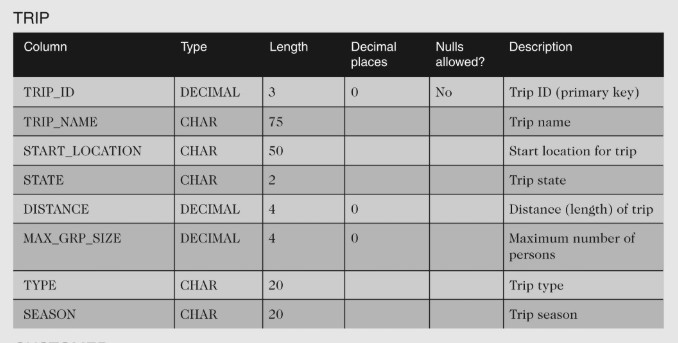 TRIP
Column Type Length Decimal places Nulls allowed? Description
TRIP_ID DECIMAL 3 0 No Trip ID (primary key)
TRIP_NAME CHAR 75 Trip name
START_LOCATION CHAR 50 Start location for trip
STATE CHAR 2 Trip state
DISTANCE DECIMAL 4 0 Distance (length) of trip
MAX_GRP_SIZE DECIMAL 4 0 Maximum number of persons
TYPE CHAR 20 Trip type
SEASON CHAR 20 Trip season